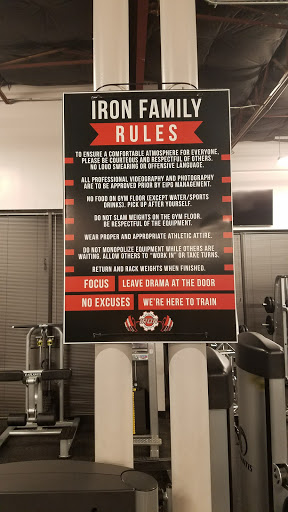 IRON FAMILY
RULES
TO ENSURE A COMFORTABLE ATMOSPHERE FOR EVERYONE,
PLEASE BE COURTEOUS AND RESPECTFUL OF OTHERS.
NO LOUD SWEARING OR OFFENSIVE LANGUAGE.
ALL PROFESSIONAL VIDEOGRAPHY AND PHOTOGRAPHY
ARE TO BE APPROVED PRIOR BY EIPG MANAGEMENT.
NO FOOD ON GYM FLOOR (EXCEPT WATER/SPORTS
DRINKS). PICK UP AFTER YOURSELF.
DO NOT SLAM WEIGHTS ON THE GYM FLOOR.
BE RESPECTFUL OF THE EQUIPMENT.
WEAR PROPER AND APPROPRIATE ATHLETIC ATTIRE.
DO NOT MONOPOLIZE EQUIPMENT WHILE OTHERS ARE
WAITING. ALLOW OTHERS TO "WORK IN" OR TAKE TURNS.
RETURN AND RACK WEIGHTS WHEN FINISHED.
FOCUS LEAVE DRAMA AT THE DOOR
NO EXCUSES WE'RE HERE TO TRAIN